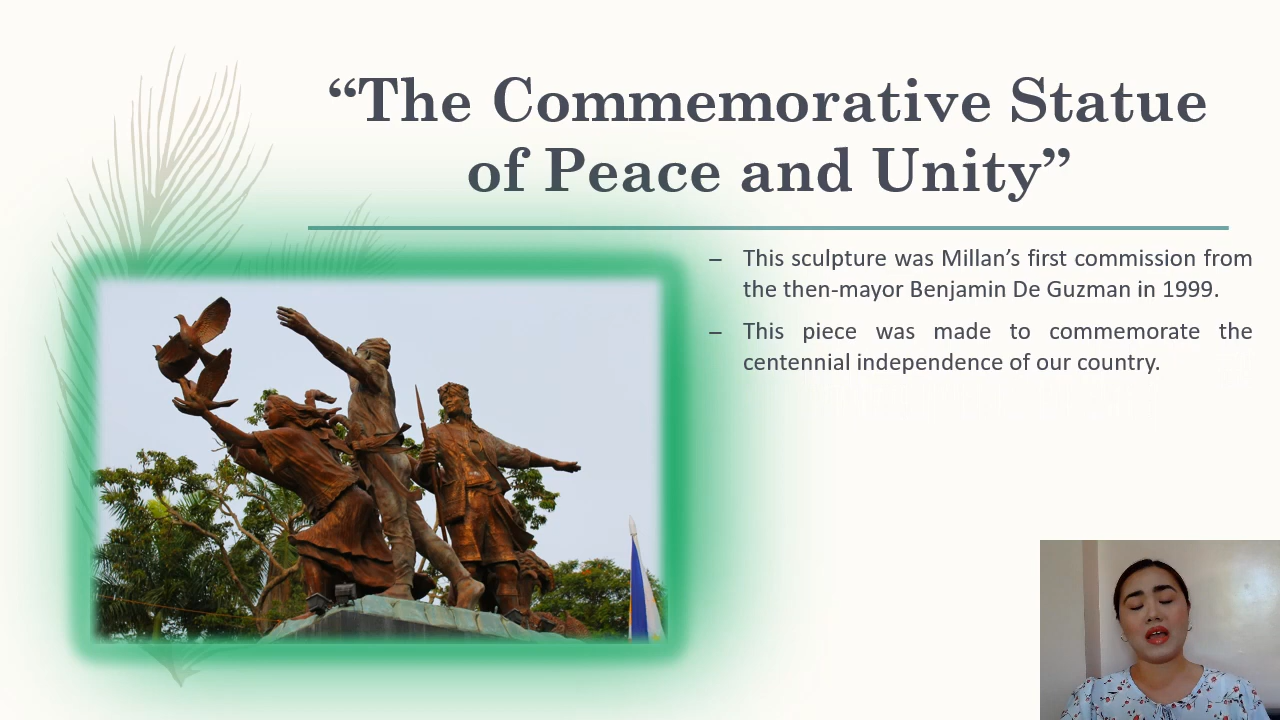 “The Commemorative Statue
of Peace and Unity”
– This sculpture was Millan’s first commission from
the then-mayor Benjamin De Guzman in 1999.
– This piece was made to commemorate the
centennial independence of our country.